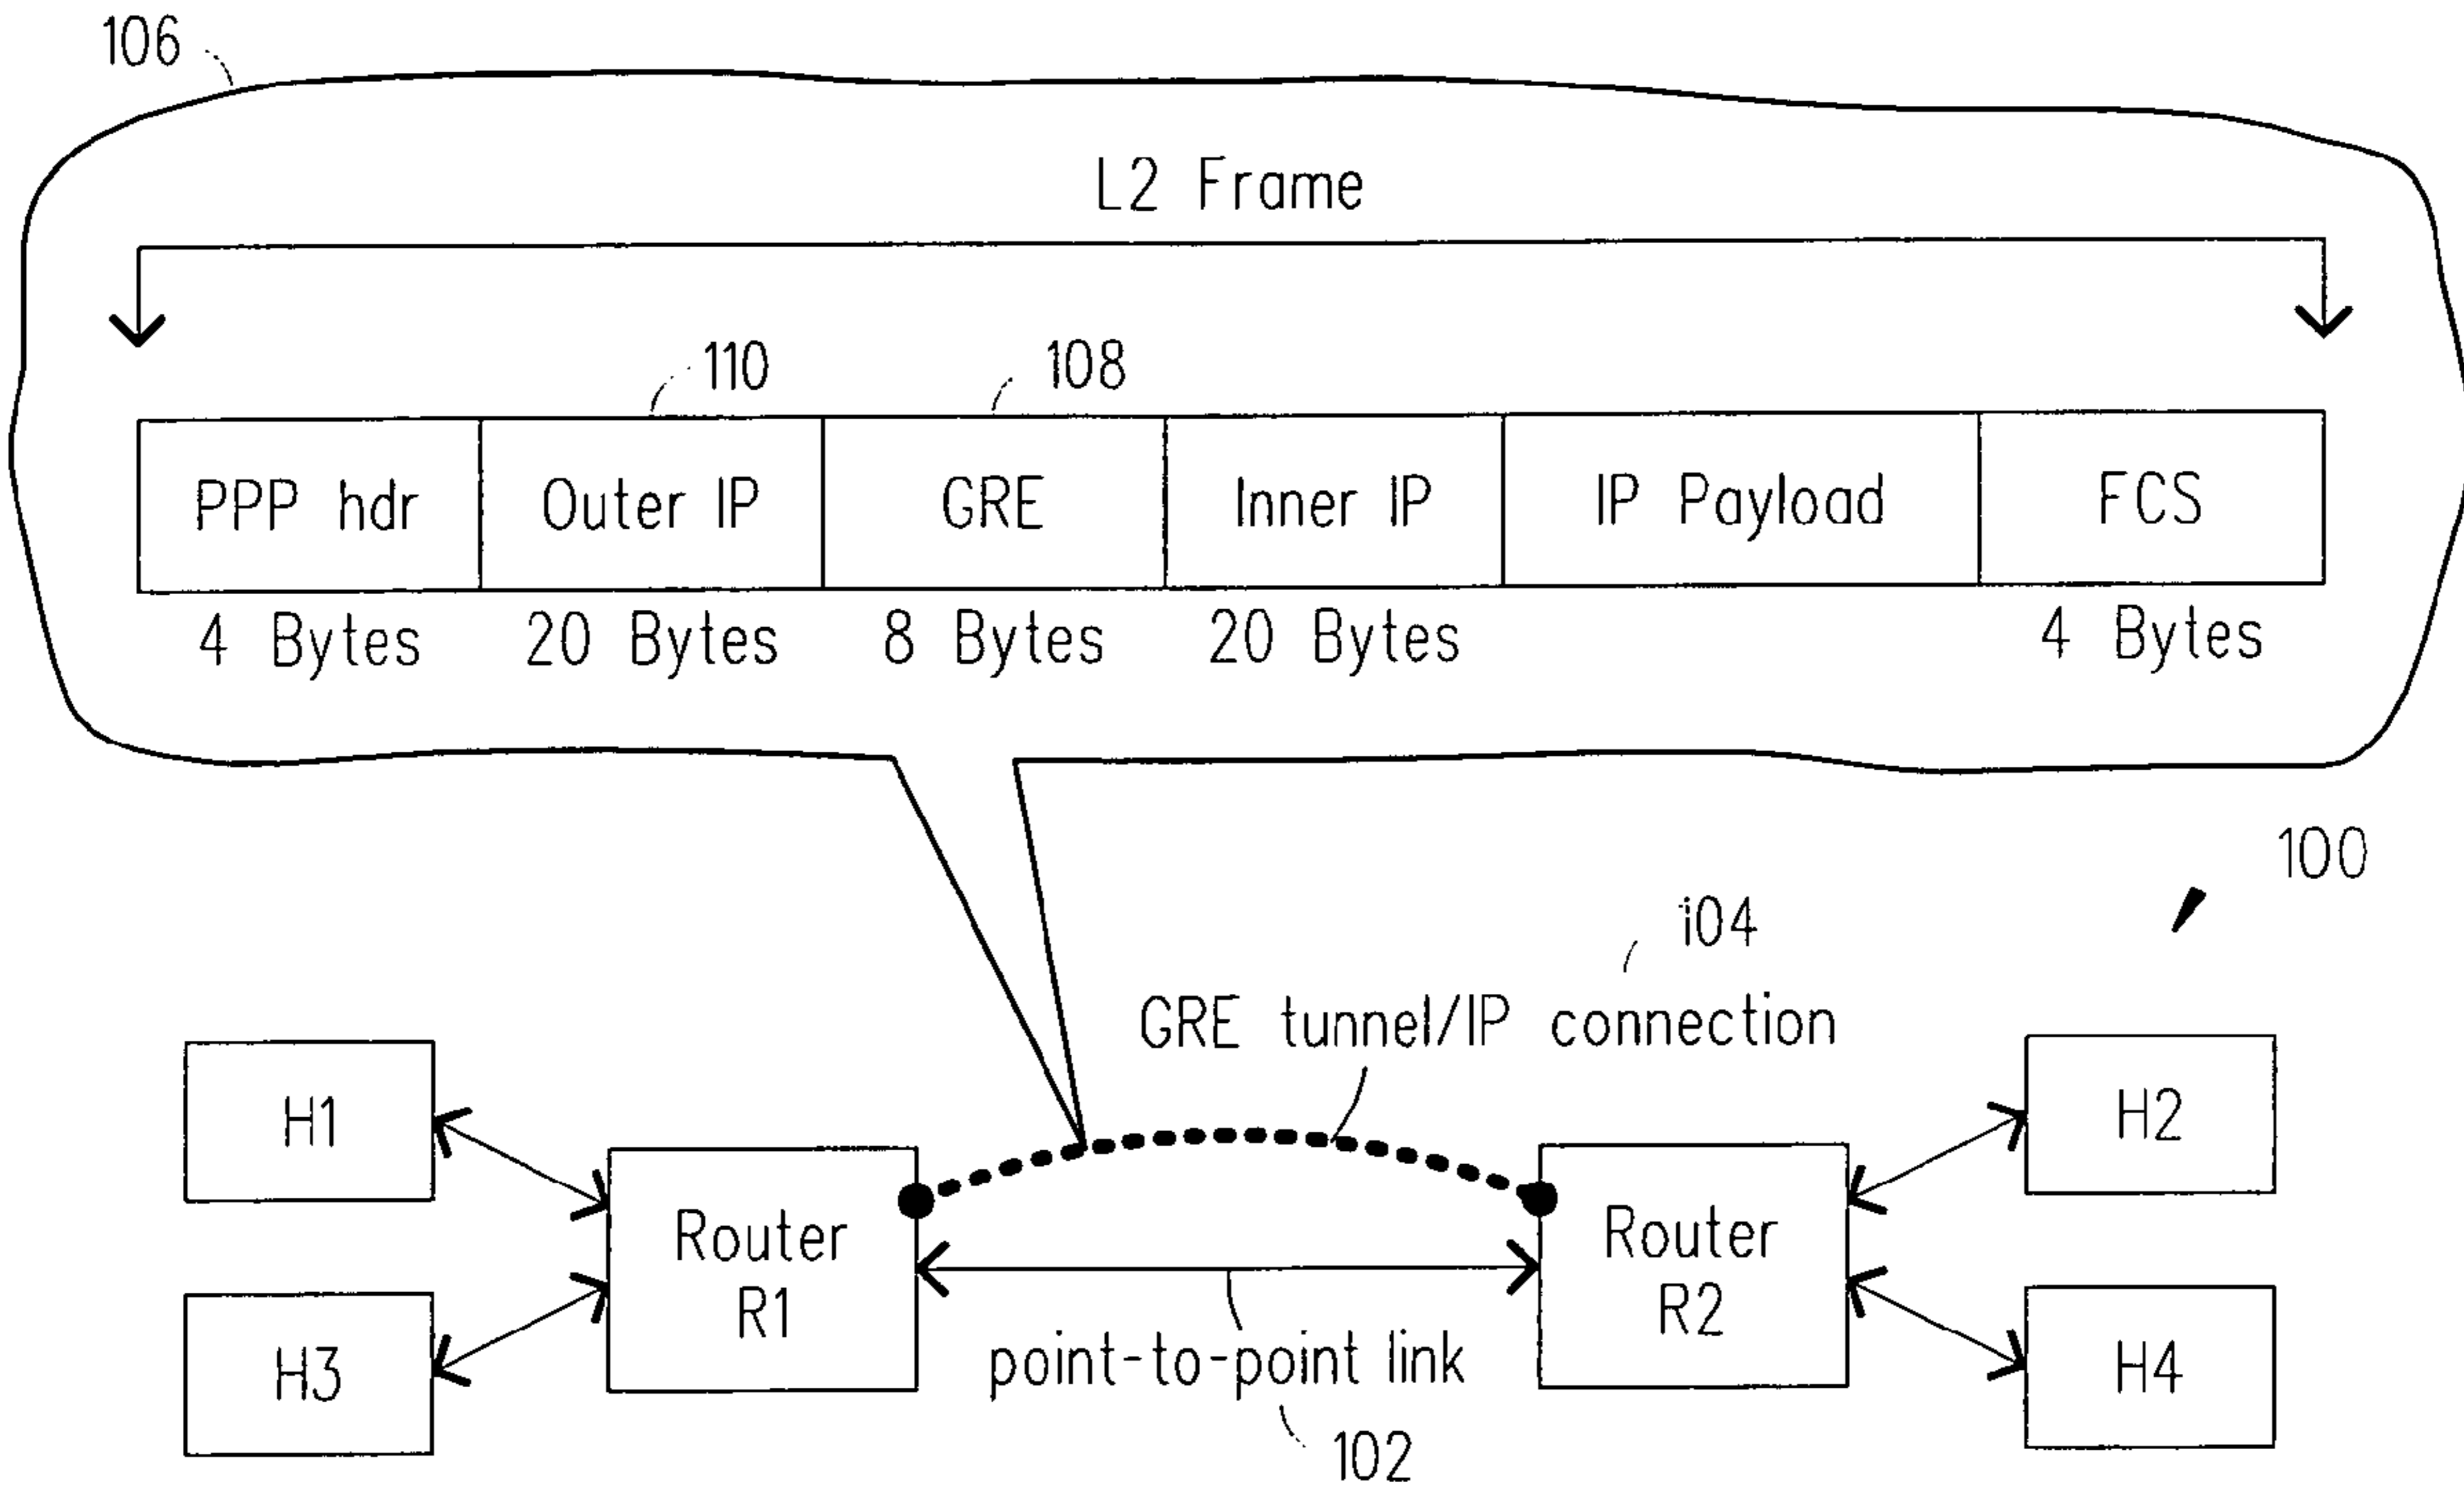 106
L2 Frame
110
108
PPP hdr
Outer IP
GRE
Inner IP
IP Payload
FCS
4 Bytes
20 Bytes
8 Bytes
20 Bytes
4 Bytes
100
104
GRE tunnel/IP connection
H1
H2
Router
R1
Router
R2
H3
H4
point-to-point link
102